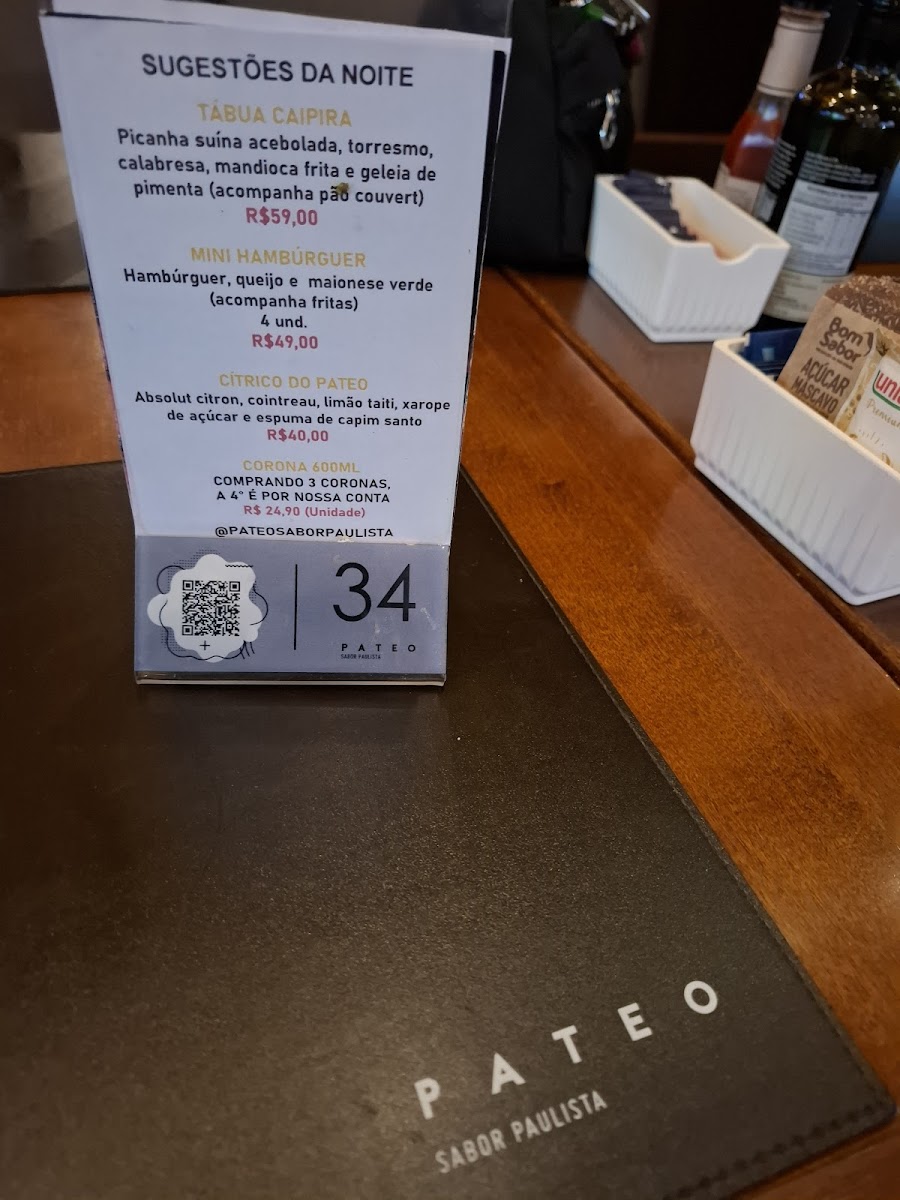 SUGESTÕES DA NOITE
TÁBUA CAIPIRA
Picanha suína acebolada, torresmo,
calabresa, mandioca frita e geleia de
pimenta (acompanha pão couvert)
R$59,00
MINI HAMBÚRGUER
Hambúrguer, queijo e maionese verde
(acompanha fritas)
4 und.
R$49,00
CÍTRICO DO PATEO
Absolut citron, cointreau, limão taiti, xarope
de açúcar e espuma de capim santo
R$40,00
CORONA 600ML
COMPRANDO 3 CORONAS,
A 4° É POR NOSSA CONTA
R$ 24,90 (Unidade)
@PATEOSABORPAULISTA
34
PATEO
SABOR PAULISTA
Bom
Sabor
AÇÚCAR
MASCAVO
PATEO
SABOR PAULISTA